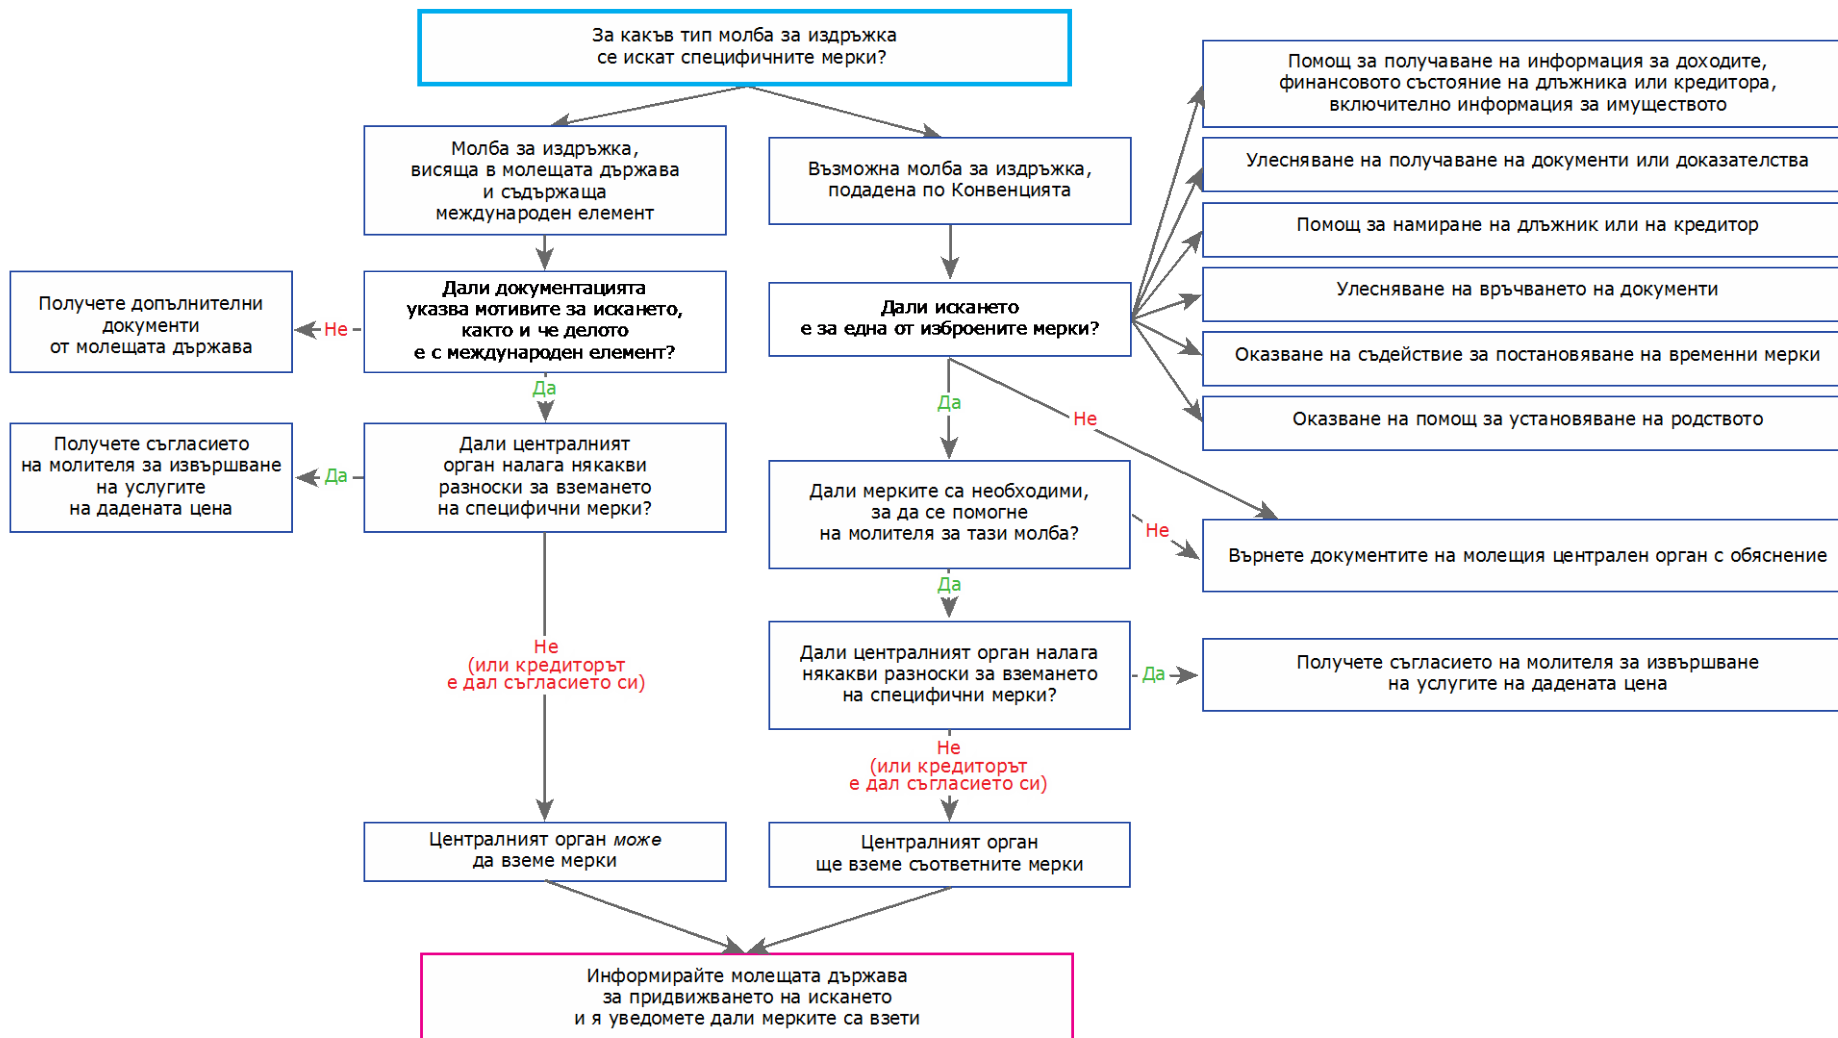 За какъв тип молба за издръжка
се искат специфичните мерки?
Молба за издръжка,
висяща в молещата държава
и съдържаща
международен елемент
Възможна молба за издръжка,
подадена по Конвенцията
Помощ за получаване на информация за доходите,
финансовото състояние на длъжника или кредитора,
включително информация за имуществото
Улесняване на получаване на документи или доказателства
Помощ за намиране на длъжник или на кредитор
Улесняване на връчването на документи
Оказване на съдействие за постановяване на временни мерки
Оказване на помощ за установяване на родството
Дали документацията
указва мотивите за искането,
както и че делото
е с международен елемент?
Не
Получете допълнителни
документи
от молещата държава
Дали искането
е за една от изброените мерки?
Да
Да
Не
Получете съгласието
на молителя за извършване
на услугите
на дадената цена
Да
Дали централният
орган налага някакви
разноски за вземането
на специфични мерки?
Дали мерките са необходими,
за да се помогне
на молителя за тази молба?
Не
Върнете документите на молещия централен орган с обяснение
Да
Не
(или кредиторът
е дал съгласието си)
Дали централният орган налага
някакви разноски за вземането
на специфични мерки?
Да
Получете съгласието на молителя за извършване
на услугите на дадената цена
Не
(или кредиторът
е дал съгласието си)
Централният орган може
да вземе мерки
Централният орган
ще вземе съответните мерки
Информирайте молещата държава
за придвижването на искането
и я уведомете дали мерките са взети